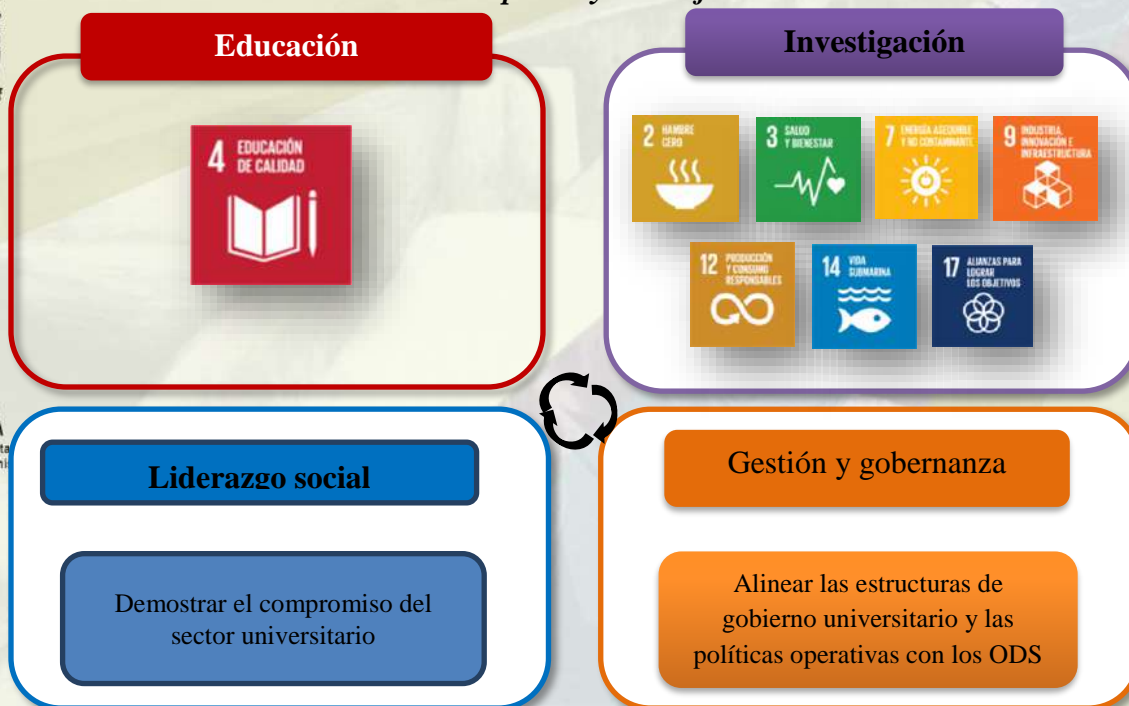 Educación
4 EDUCACIÓN
DE CALIDAD
Investigación
2 HAMBRE
CERO
3 SALUD
Y BIENESTAR
7 ENERGÍA ASEQUIBLE
Y NO CONTAMINANTE
9 INDUSTRIA,
INNOVACIÓN E
INFRAESTRUCTURA
12 PRODUCCIÓN
Y CONSUMO
RESPONSABLES
14 VIDA
SUBMARINA
17 ALIANZAS PARA
LOGRAR
LOS OBJETIVOS
Liderazgo social
Demostrar el compromiso del
sector universitario
Gestión y gobernanza
Alinear las estructuras de
gobierno universitario y las
políticas operativas con los ODS